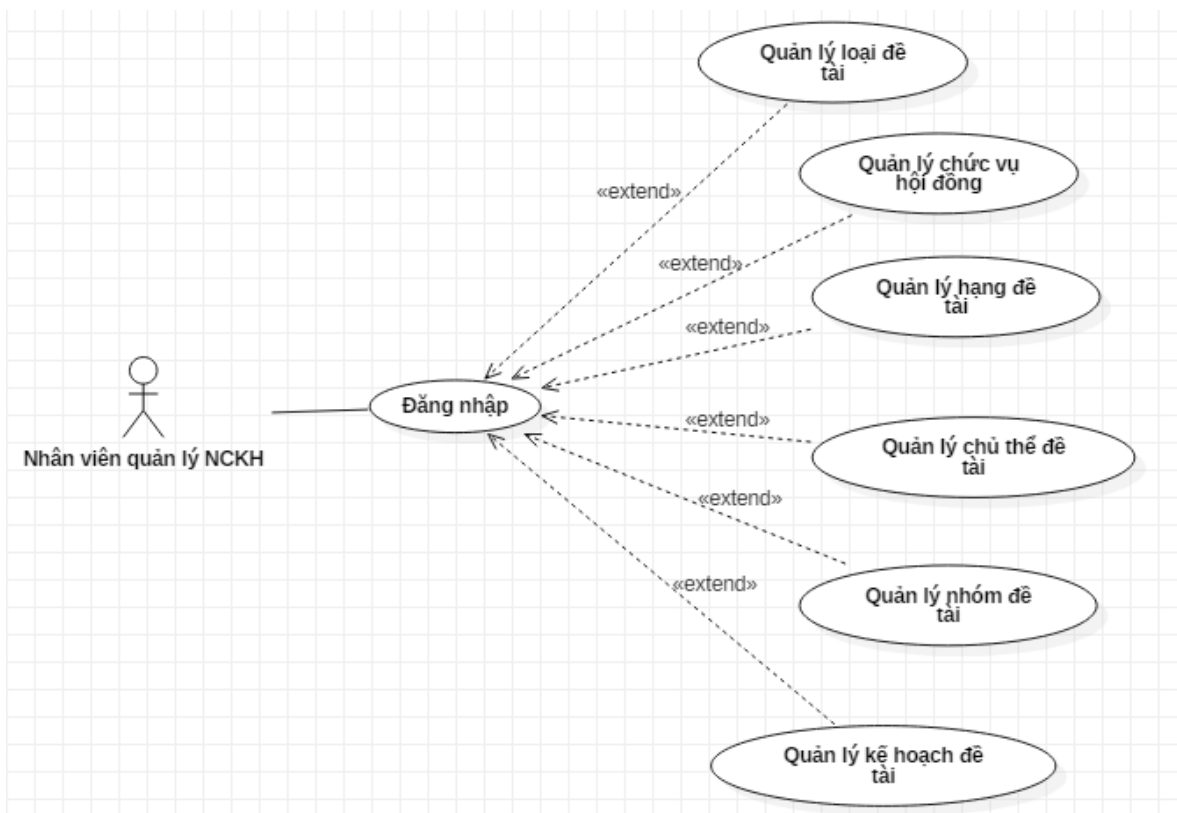 Quản lý loại đề
tài
Quản lý chức vụ
hội đồng
«extend»
«extend»
Quản lý hạng đề
tài
«extend»
Đăng nhập
«extend»
Quản lý chủ thể đề
tài
Nhân viên quản lý NCKH
«extend»
«extend»
Quản lý nhóm đề
tài
Quản lý kế hoạch đề
tài